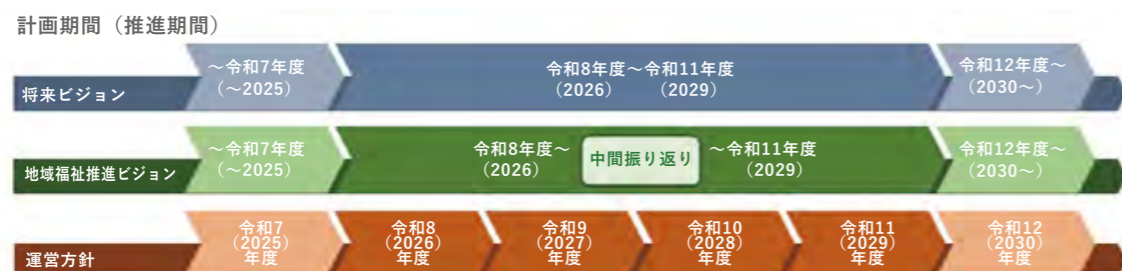 計画期間（推進期間）
将来ビジョン
～令和7年度
（～2025）
令和8年度～令和11年度
（2026）　（2029）
令和12年度～
（2030～）
地域福祉推進ビジョン
～令和7年度
（～2025）
令和8年度～
（2026）
中間振り返り
～令和11年度
（2029）
令和12年度～
（2030～）
運営方針
令和7
（2025）
年度
令和8
（2026）
年度
令和9
（2027）
年度
令和10
（2028）
年度
令和11
（2029）
年度
令和12
（2030）
年度